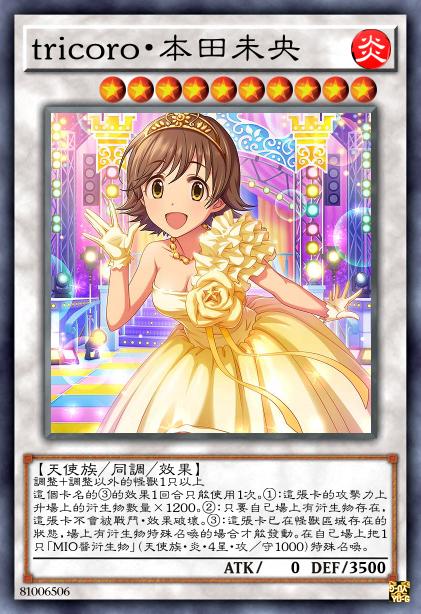 tricoro・本田未央
炎
【天使族／同調／效果】
調整＋調整以外的怪獸1只以上
這個卡名的③的效果1回合只能使用1次。①：這張卡的攻擊力上
升場上的衍生物數量×1200。②：只要自己場上有衍生物存在，
這張卡不會被戰鬥・效果破壞。③：這張卡已在怪獸區域存在的
狀態，場上有衍生物特殊召喚的場合才能發動。在自己場上把1
只「MIO醬衍生物」(天使族・炎・4星・攻／守1000)特殊召喚。
ATK/ 0 DEF/3500
81006506